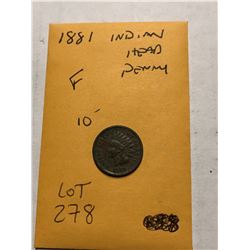 1881 INDIAN
HEAD
F PENNY
10-
LOT
278